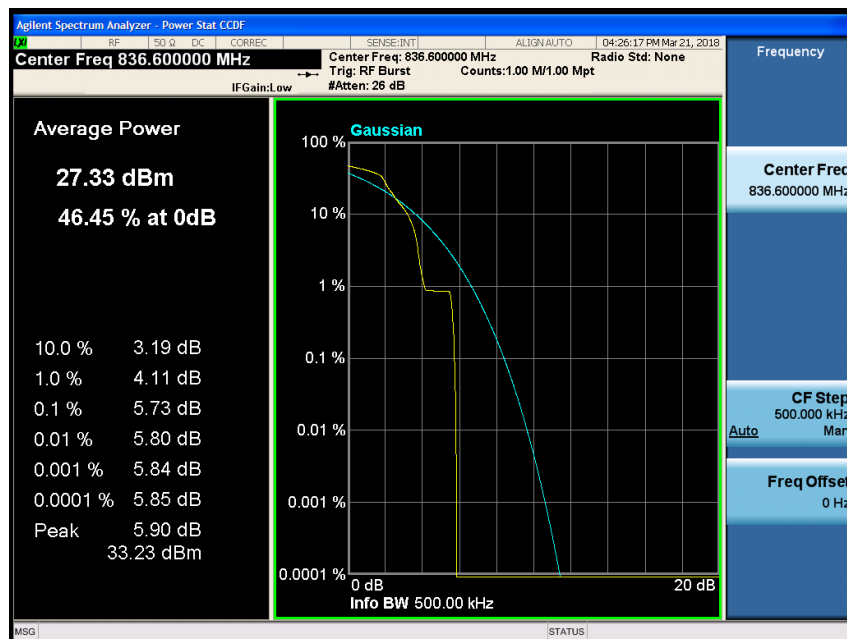 Agilent Spectrum Analyzer - Power Stat CCDF
LXI
RF
50 Ω DC
CORREC
SENSE:INT
ALIGN AUTO
04:26:17 PM Mar 21, 2018
Center Freq 836.600000 MHz
Center Freq: 836.600000 MHz
Radio Std: None
Trig: RF Burst
Counts:1.00 M/1.00 Mpt
IFGain:Low
#Atten: 26 dB
Average Power
27.33 dBm
46.45 % at 0dB
10.0 % 3.19 dB
1.0 % 4.11 dB
0.1 % 5.73 dB
0.01 % 5.80 dB
0.001 % 5.84 dB
0.0001 % 5.85 dB
Peak 5.90 dB
33.23 dBm
Gaussian
100 %
10 %
1 %
0.1 %
0.01 %
0.001 %
0.0001 %
0 dB
20 dB
Info BW 500.00 kHz
Frequency
Center Freq
836.600000 MHz
CF Step
500.000 kHz
Auto
Man
Freq Offset
0 Hz
MSG
STATUS